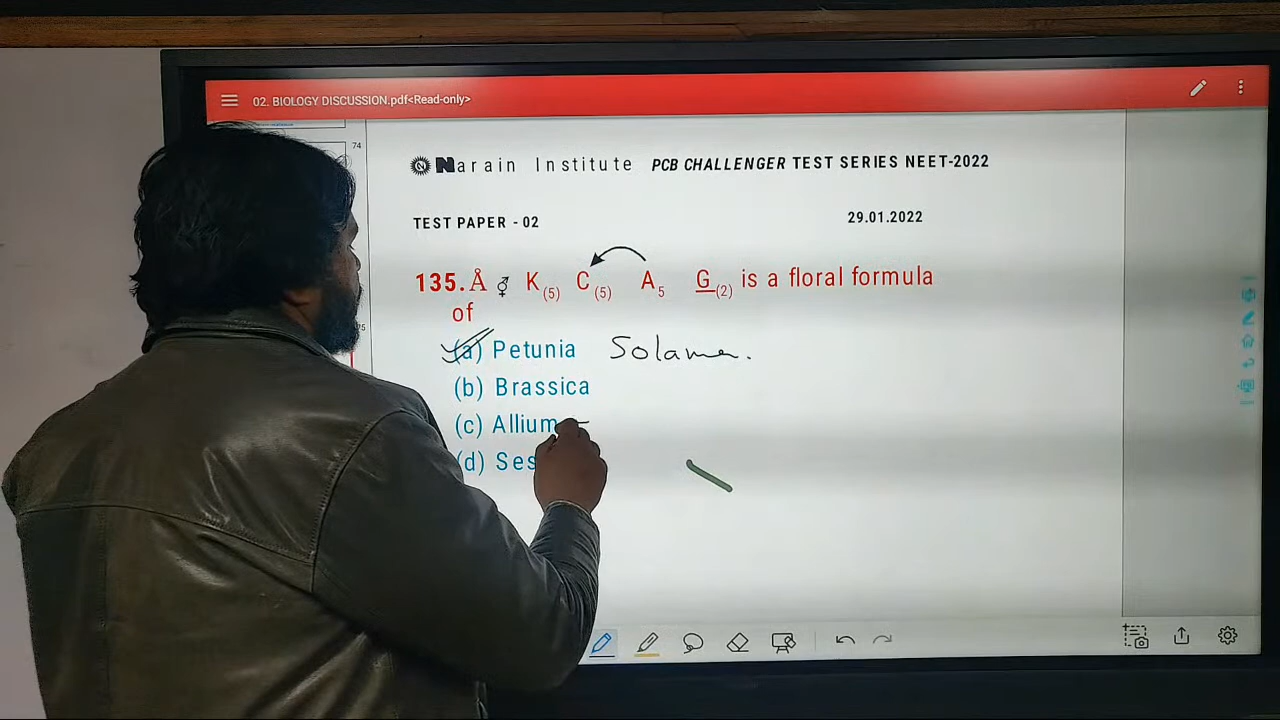 02. BIOLOGY DISCUSSION.pdf<Read-only>
74
Narain Institute PCB CHALLENGER TEST SERIES NEET-2022
TEST PAPER - 02 29.01.2022
135. Å ⚥ K(5) C(5) A5 G(2) is a floral formula
of
(a) Petunia
(b) Brassica
(c) Allium
(d) Ses